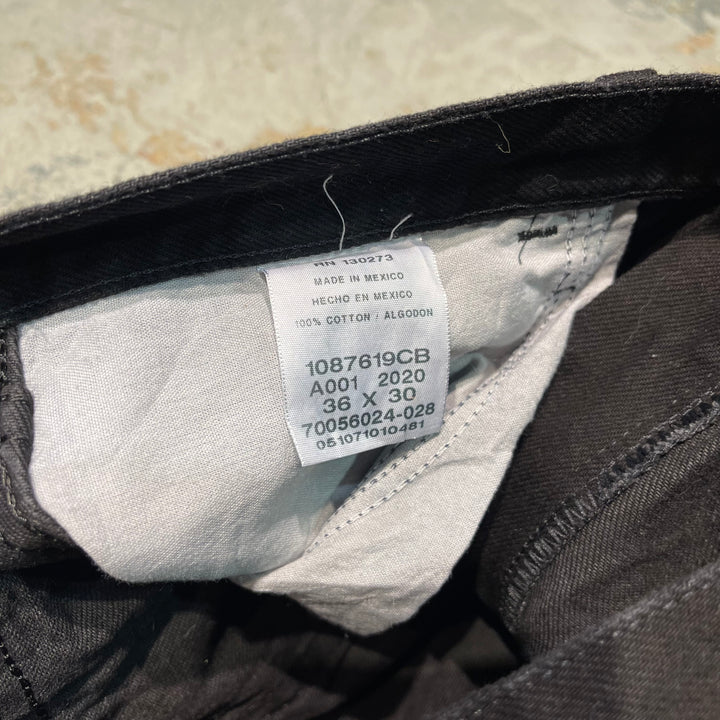 RN 130273
MADE IN MEXICO
HECHO EN MEXICO
100% COTTON / ALGODON
1087619CB
A001 2020
36 X 30
70056024-028
051071010481